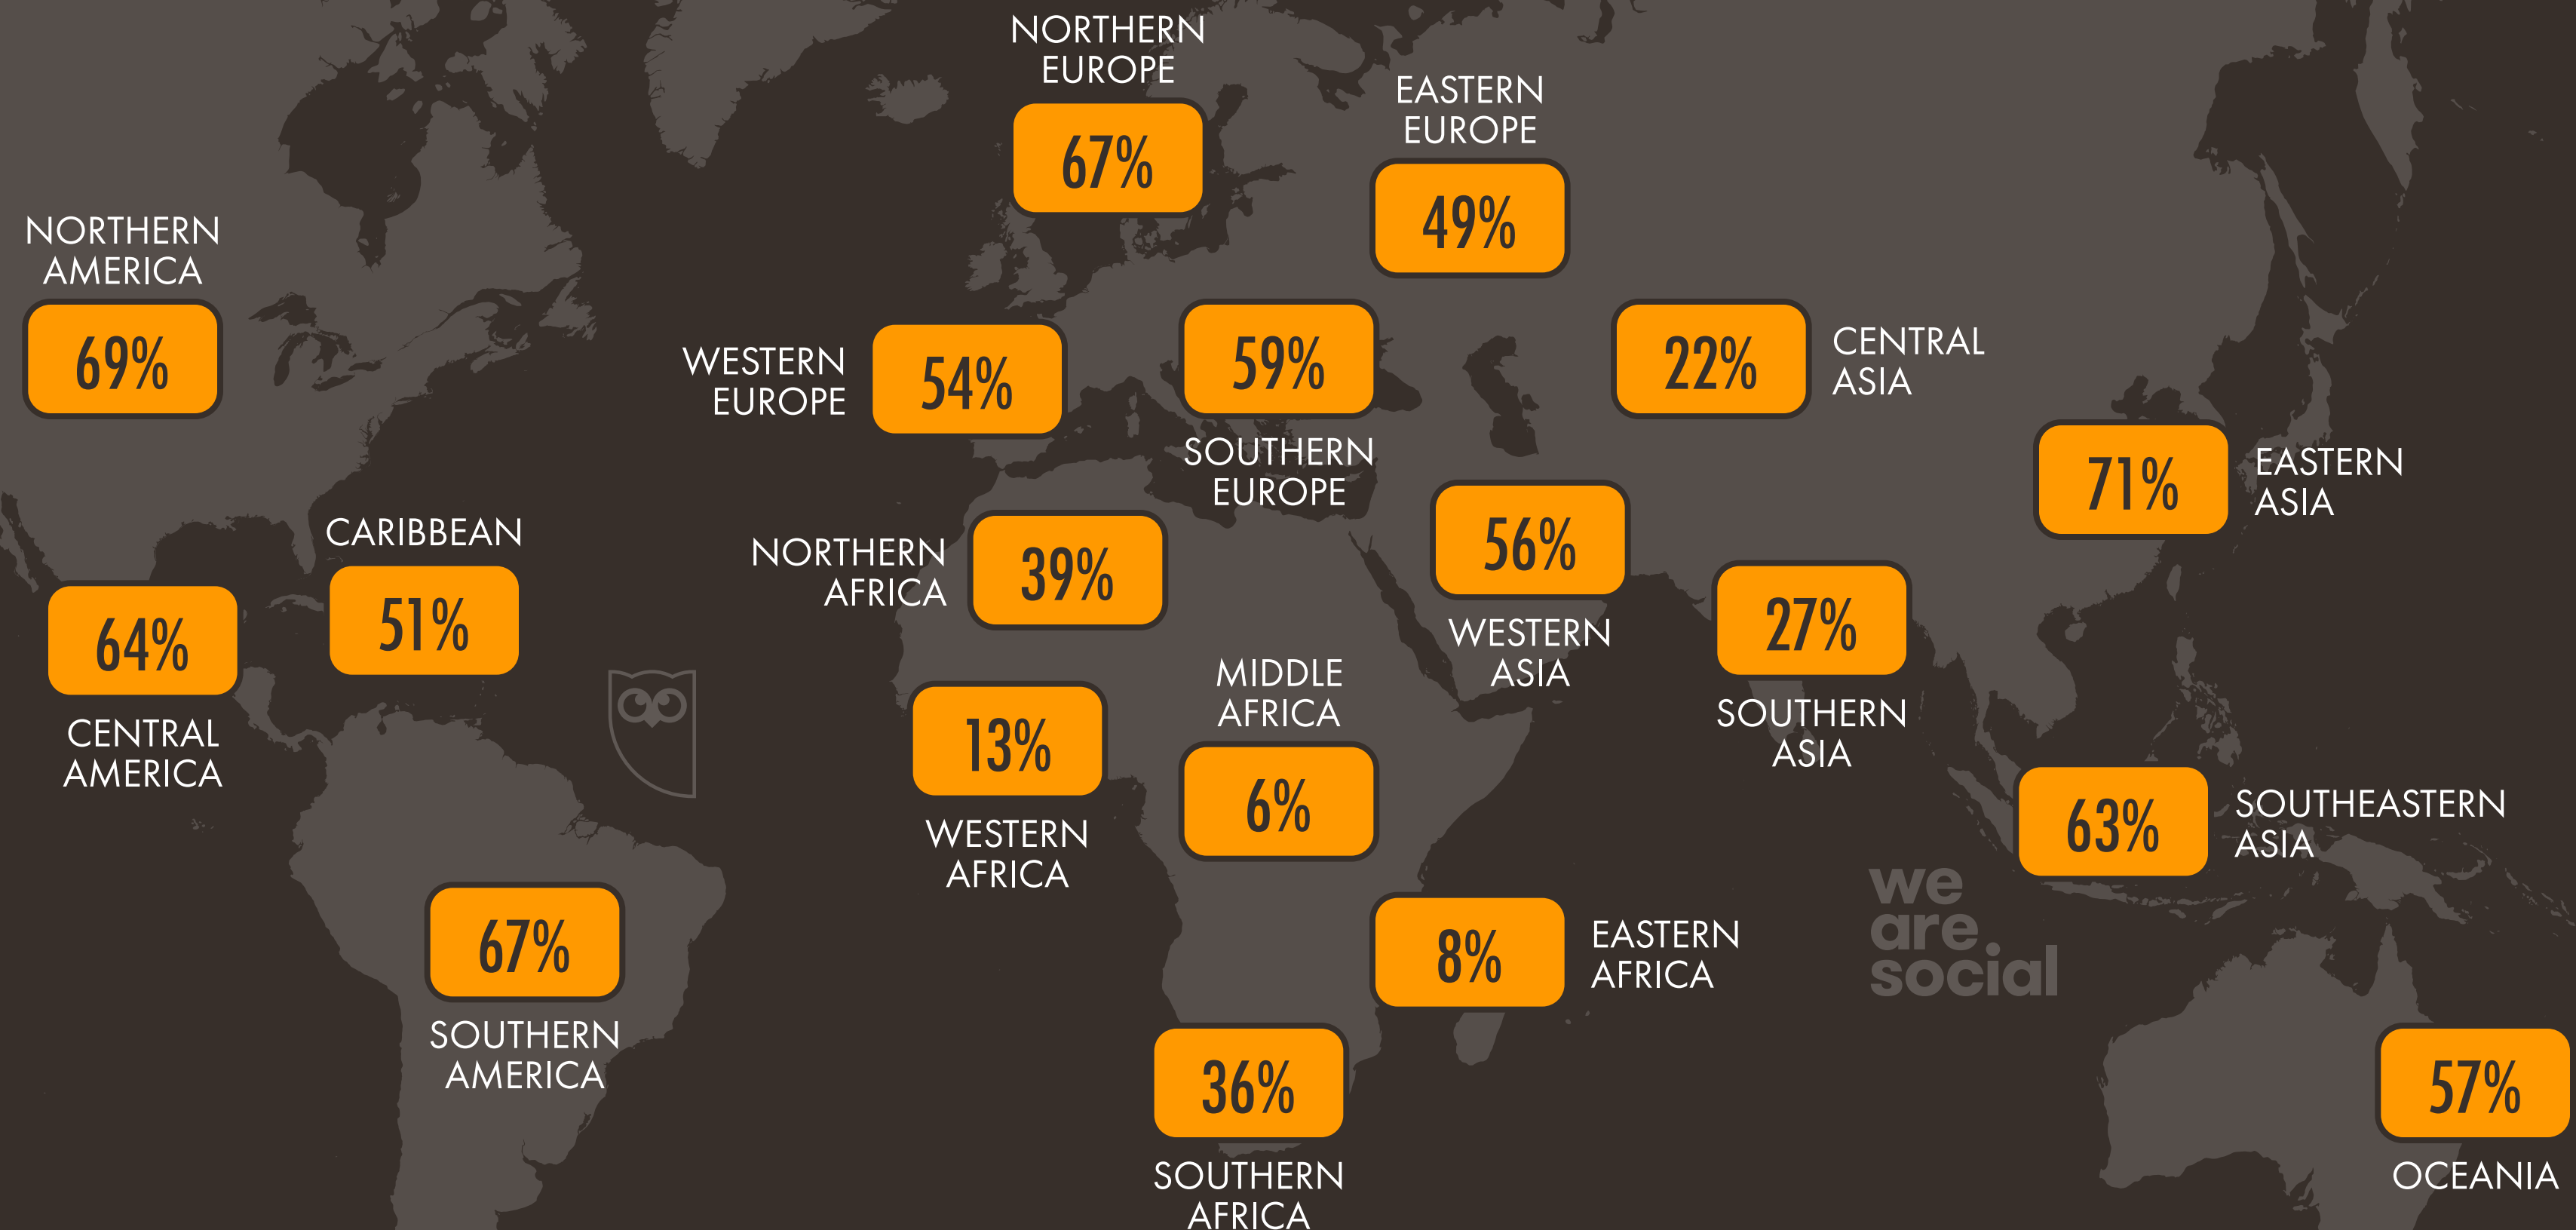 NORTHERN
EUROPE
67%
EASTERN
EUROPE
49%
NORTHERN
AMERICA
69%
WESTERN
EUROPE
54%
59%
SOUTHERN
EUROPE
22%
CENTRAL
ASIA
71%
EASTERN
ASIA
CARIBBEAN
51%
64%
CENTRAL
AMERICA
NORTHERN
AFRICA
39%
56%
WESTERN
ASIA
27%
SOUTHERN
ASIA
13%
WESTERN
AFRICA
MIDDLE
AFRICA
6%
63%
SOUTHEASTERN
ASIA
67%
SOUTHERN
AMERICA
8%
EASTERN
AFRICA
we
are
social
36%
SOUTHERN
AFRICA
57%
OCEANIA